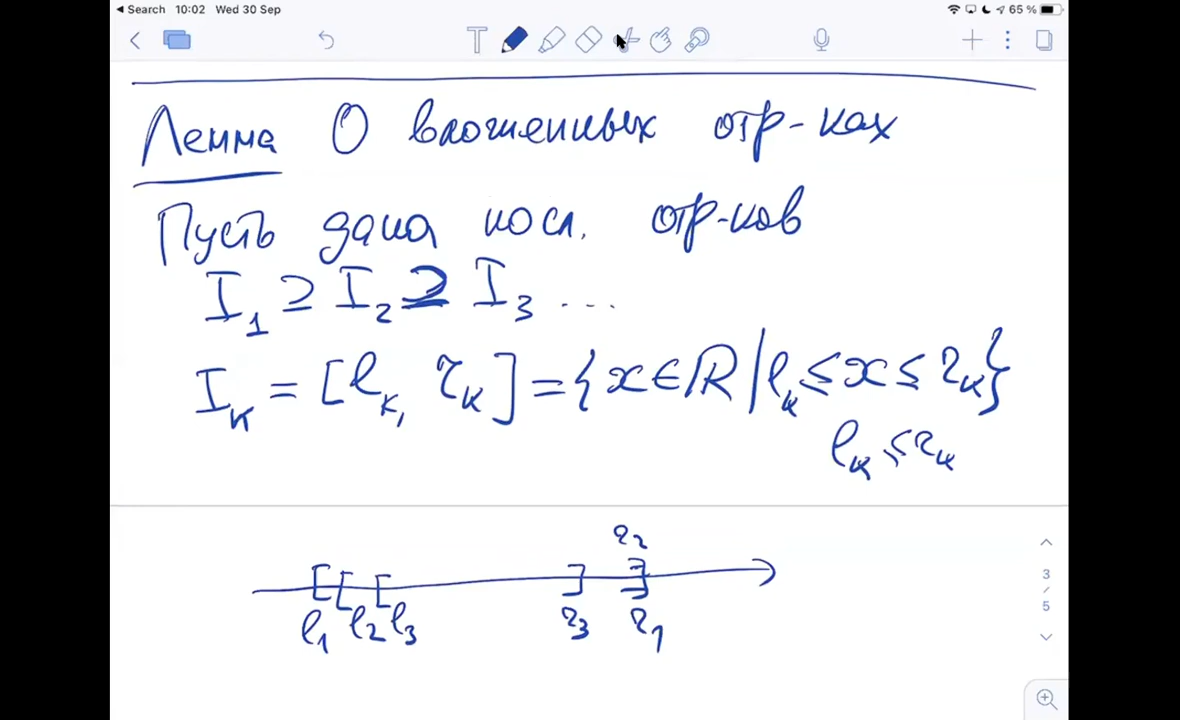 Search 10:02 Wed 30 Sep 65 %
Лемма О вложенных отр-ках
Пусть дана посл. отр-ков
I₁ ⊇ I₂ ⊇ I₃ ...
Iₖ = [lₖ, rₖ] = {x ∈ ℝ | lₖ ≤ x ≤ rₖ}
lₖ ≤ rₖ
r₂
l₁ l₂ l₃ r₃ r₁
3
/
5